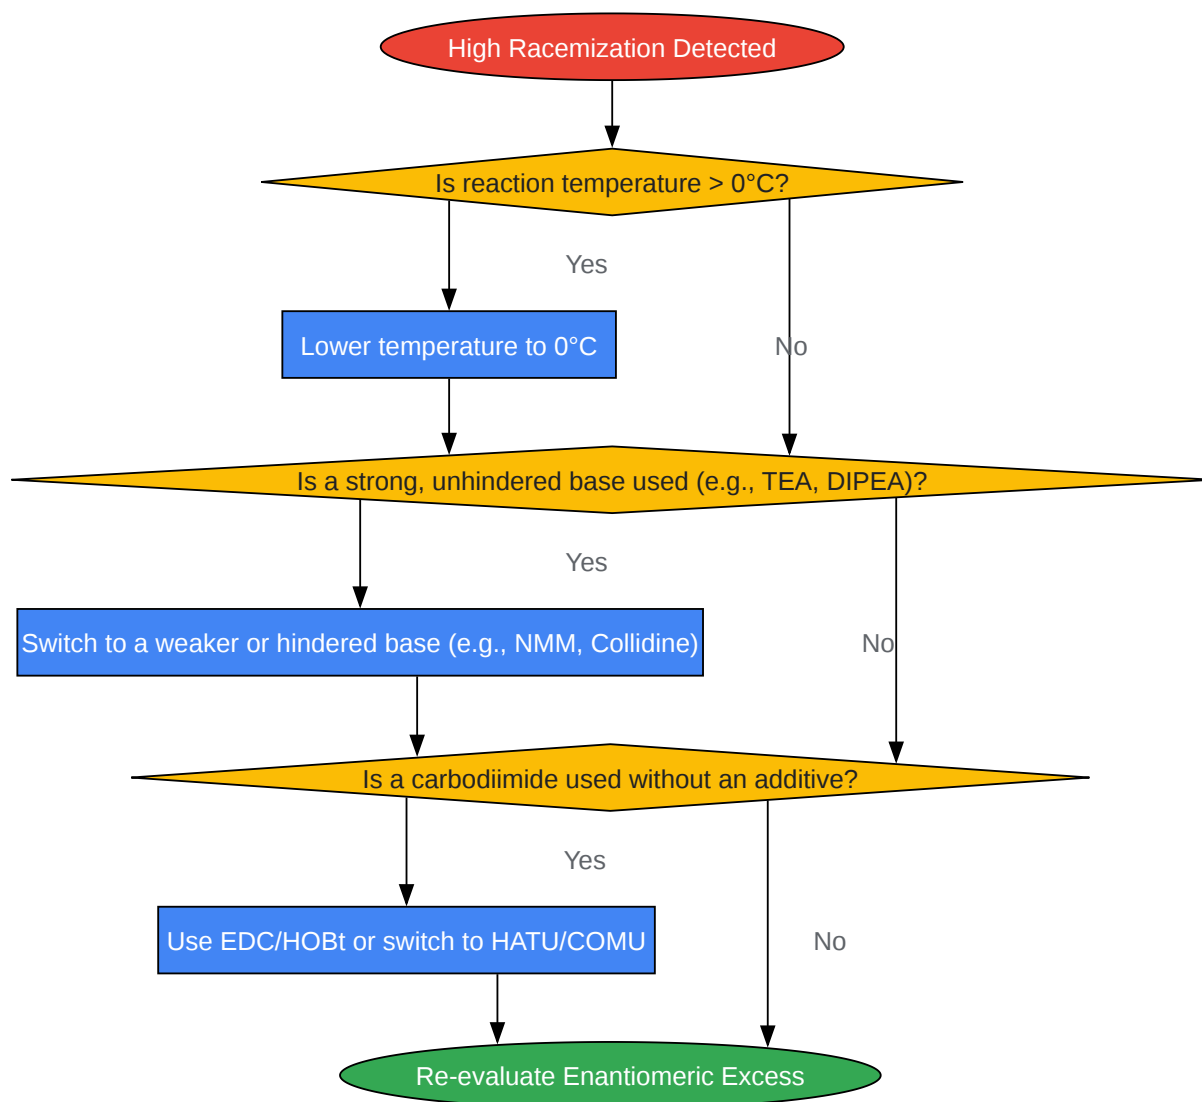 High Racemization Detected
Is reaction temperature > 0°C?
Yes
Lower temperature to 0°C
No
Is a strong, unhindered base used (e.g., TEA, DIPEA)?
Yes
Switch to a weaker or hindered base (e.g., NMM, Collidine)
No
Is a carbodiimide used without an additive?
Yes
Use EDC/HOBt or switch to HATU/COMU
No
Re-evaluate Enantiomeric Excess